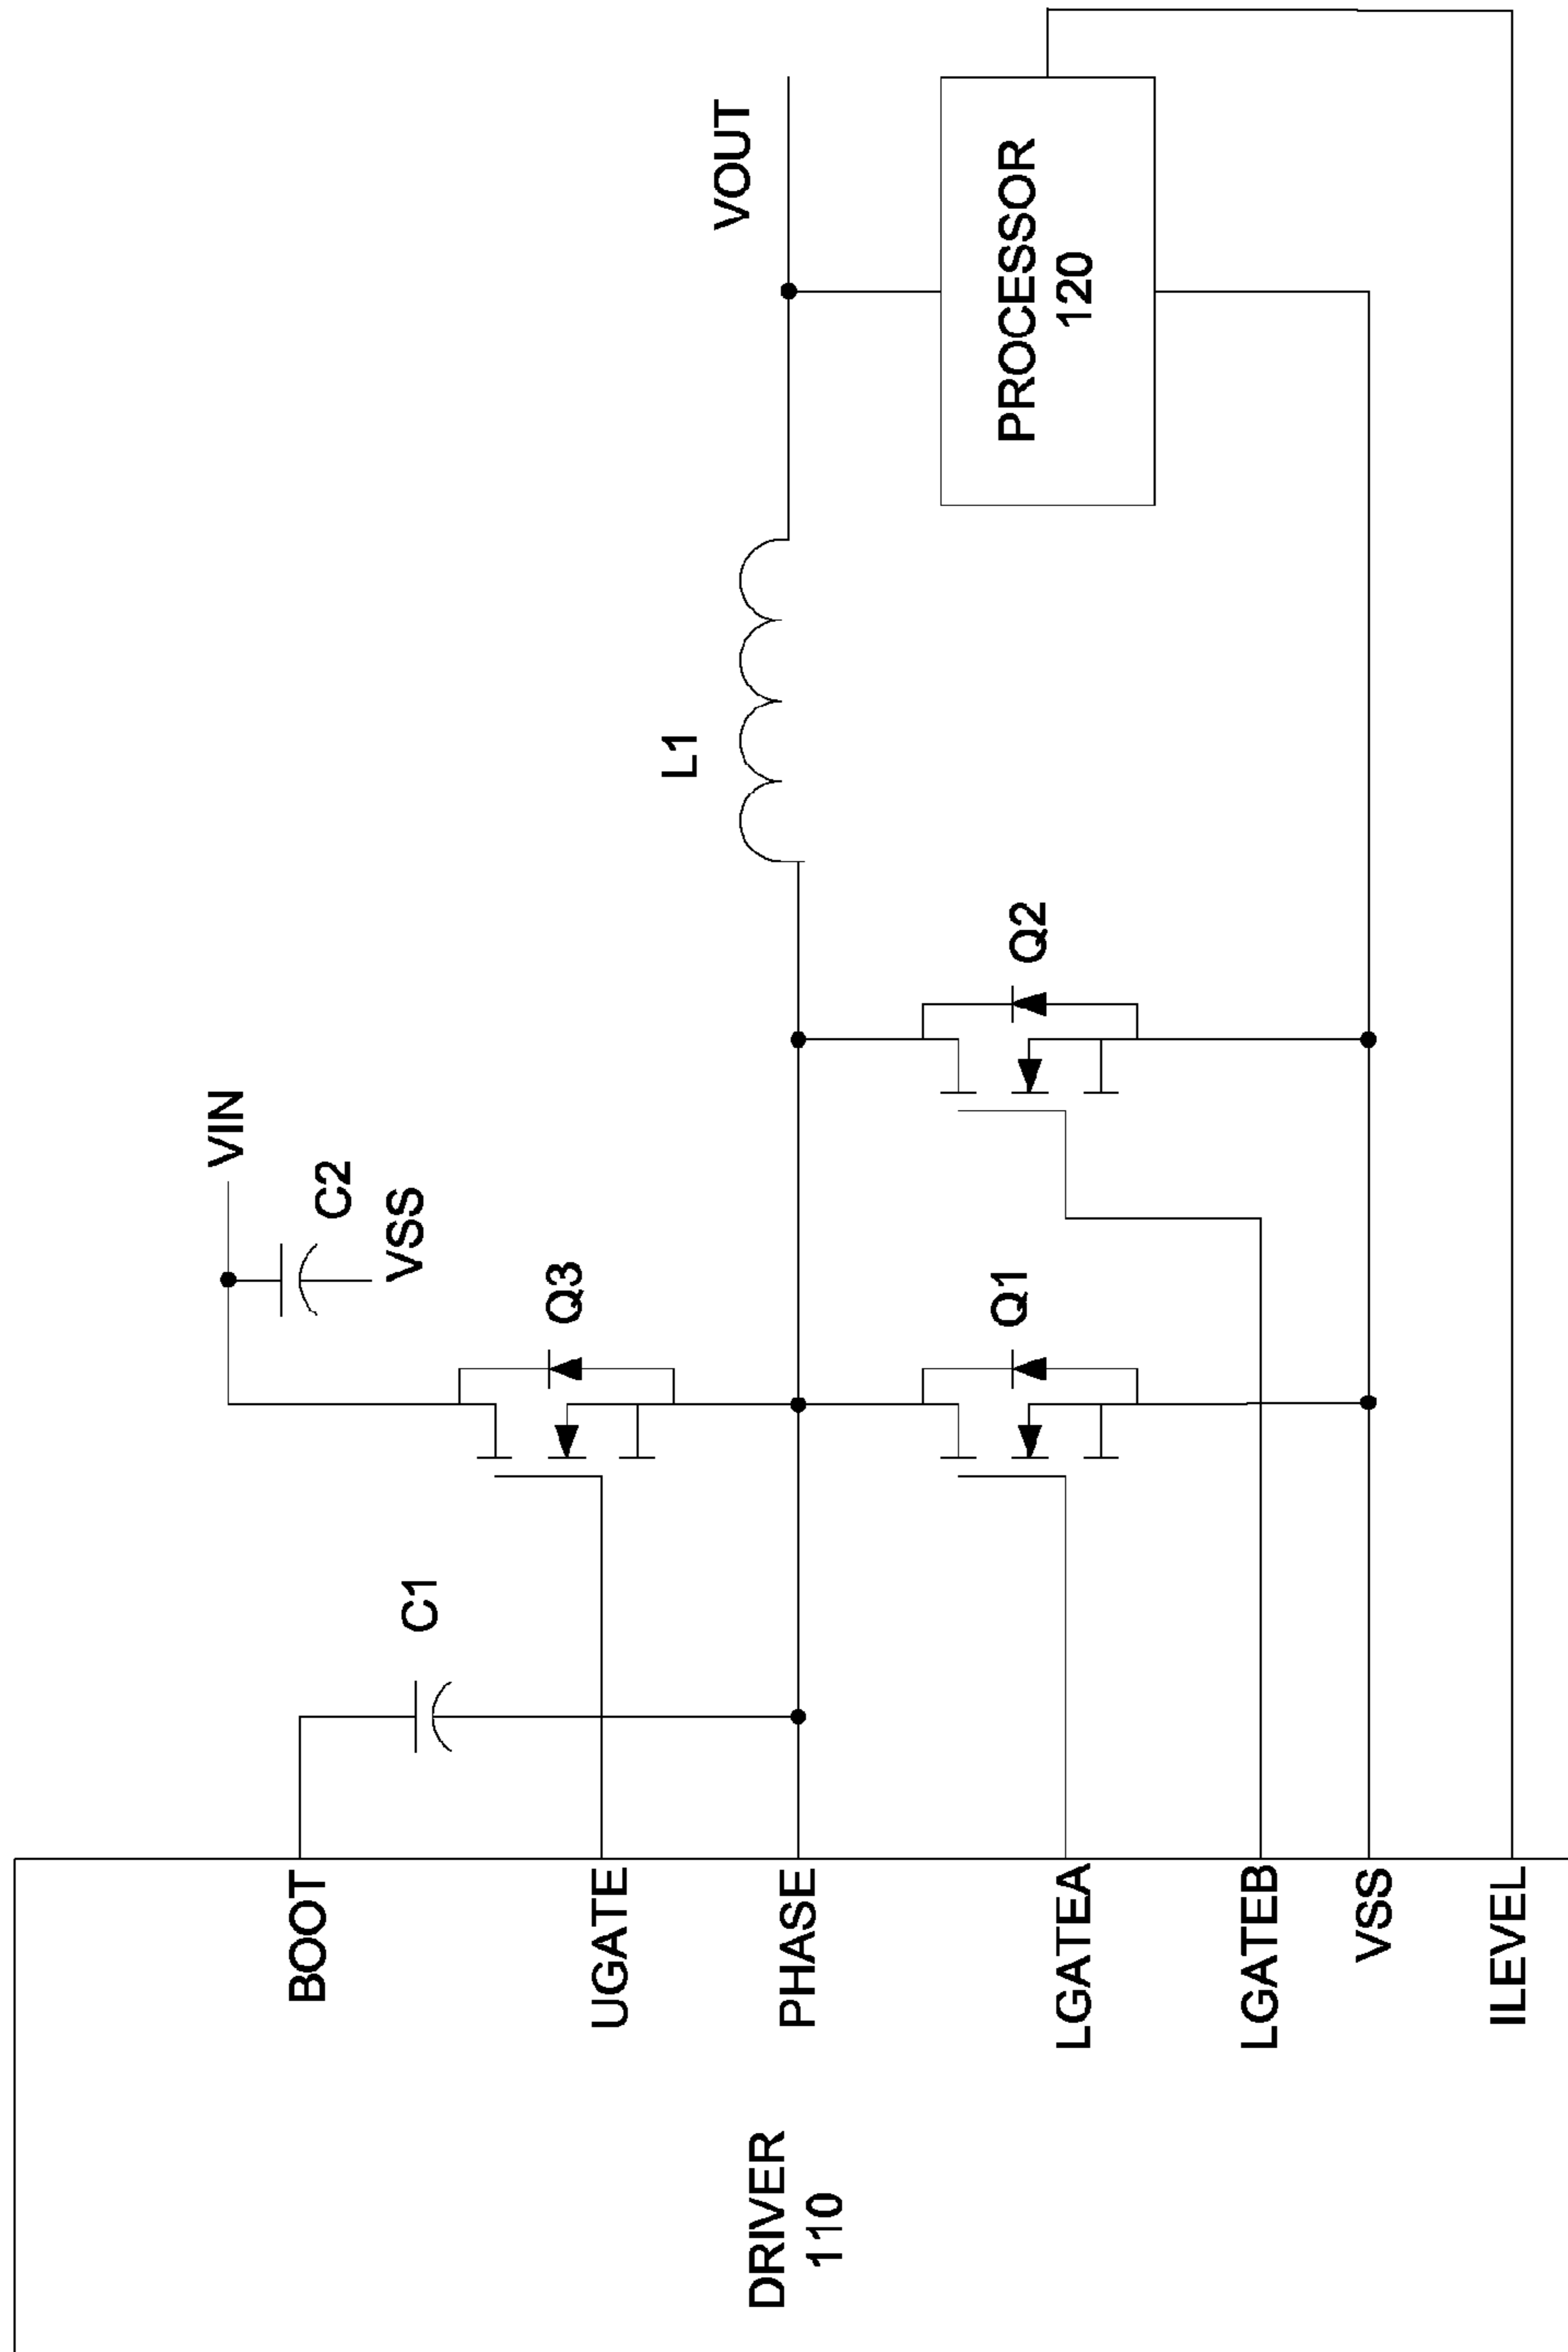 VIN
C2
VSS
BOOT
C1
UGATE
Q3
L1
VOUT
PHASE
DRIVER
110
LGATEA
Q1
Q2
PROCESSOR
120
LGATEB
VSS
ILEVEL